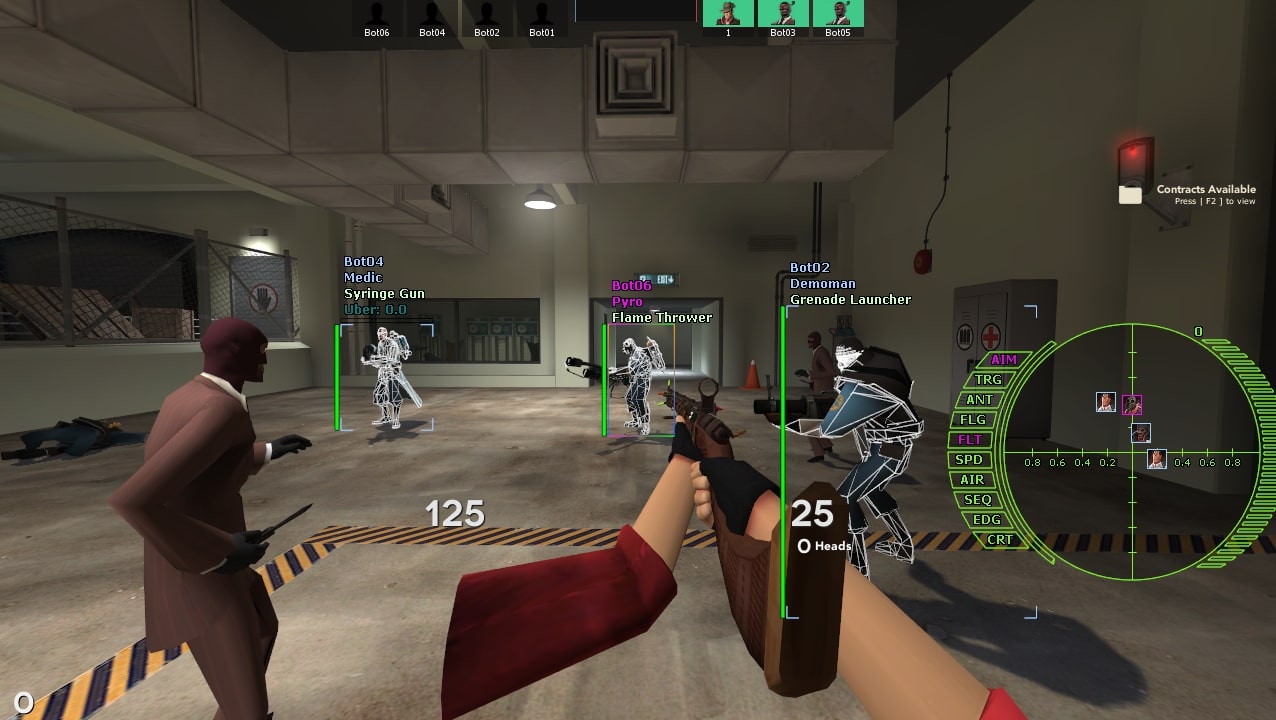 Bot06
Bot04
Bot02
Bot01
1
Bot03
Bot05
Contracts Available
Press [ F2 ] to view
Bot04
Medic
Syringe Gun
Uber: 0.0
Bot06
Pyro
Flame Thrower
EXIT
Bot02
Demoman
Grenade Launcher
0
AIM
TRG
ANT
FLG
FLT
SPD
AIR
SEQ
EDG
CRT
0.8 0.6 0.4 0.2 0.4 0.6 0.8
125
25
0 Heads
0